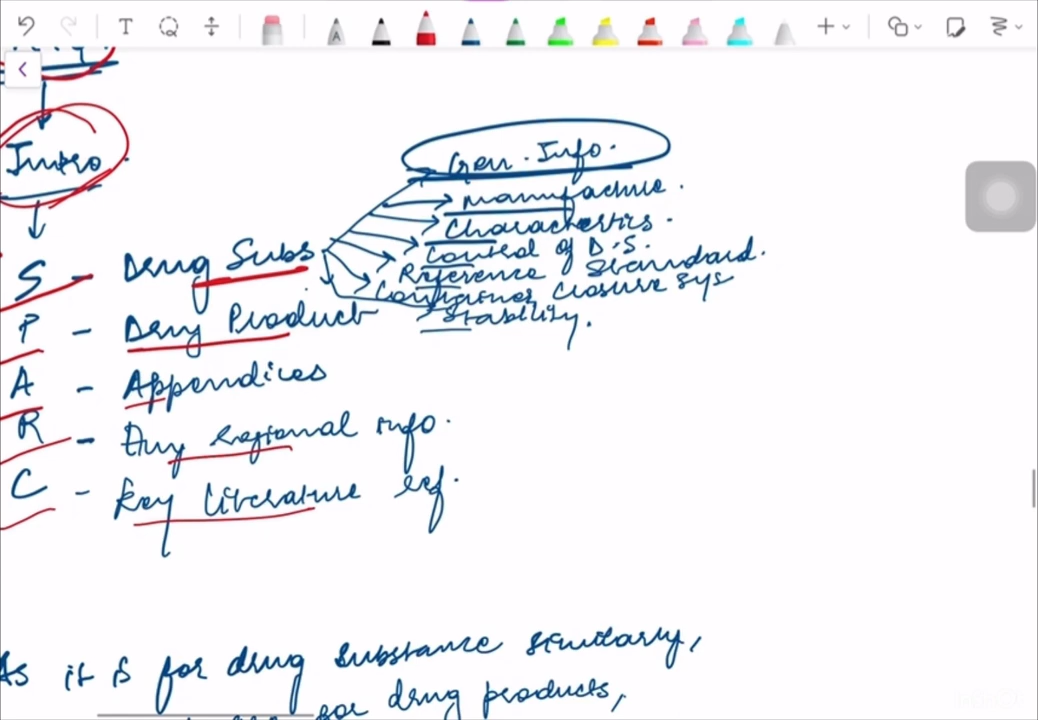 Intro.
Gen. Info.
manufacture.
Characterstics.
Control of D.S.
Reference Standard.
Container closure sys
Stability.
S - Drug Subs
P - Drug Product
A - Appendices
R - Any regional info.
C - Key literature ref.
As it is for drug substance similarly,
for drug products,